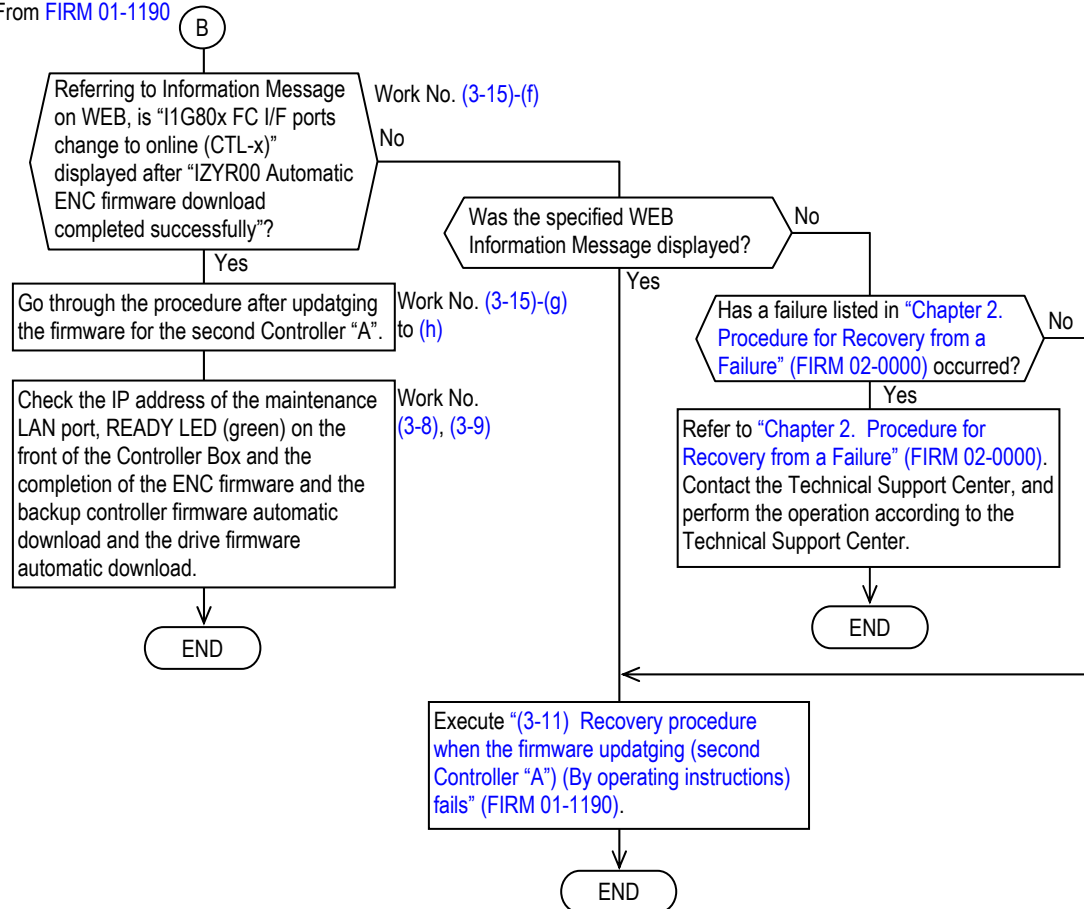 From FIRM 01-1190
B
Referring to Information Message
on WEB, is “I1G80x FC I/F ports
change to online (CTL-x)”
displayed after “IZYR00 Automatic
ENC firmware download
completed successfully”?
Work No. (3-15)-(f)
No
Yes
Was the specified WEB
Information Message displayed?
No
Yes
Go through the procedure after updatging
the firmware for the second Controller “A”.
Work No. (3-15)-(g)
to (h)
Has a failure listed in “Chapter 2.
Procedure for Recovery from a
Failure” (FIRM 02-0000) occurred?
No
Yes
Check the IP address of the maintenance
LAN port, READY LED (green) on the
front of the Controller Box and the
completion of the ENC firmware and the
backup controller firmware automatic
download and the drive firmware
automatic download.
Work No.
(3-8), (3-9)
Refer to “Chapter 2. Procedure for
Recovery from a Failure” (FIRM 02-0000).
Contact the Technical Support Center, and
perform the operation according to the
Technical Support Center.
END
END
Execute “(3-11) Recovery procedure
when the firmware updatging (second
Controller “A”) (By operating instructions)
fails” (FIRM 01-1190).
END